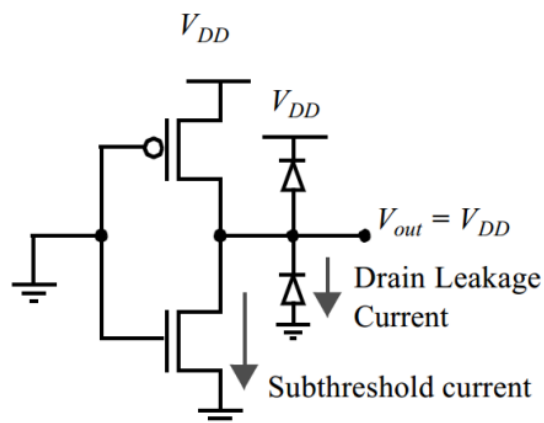 V_DD
V_DD
V_out = V_DD
Drain Leakage
Current
Subthreshold current